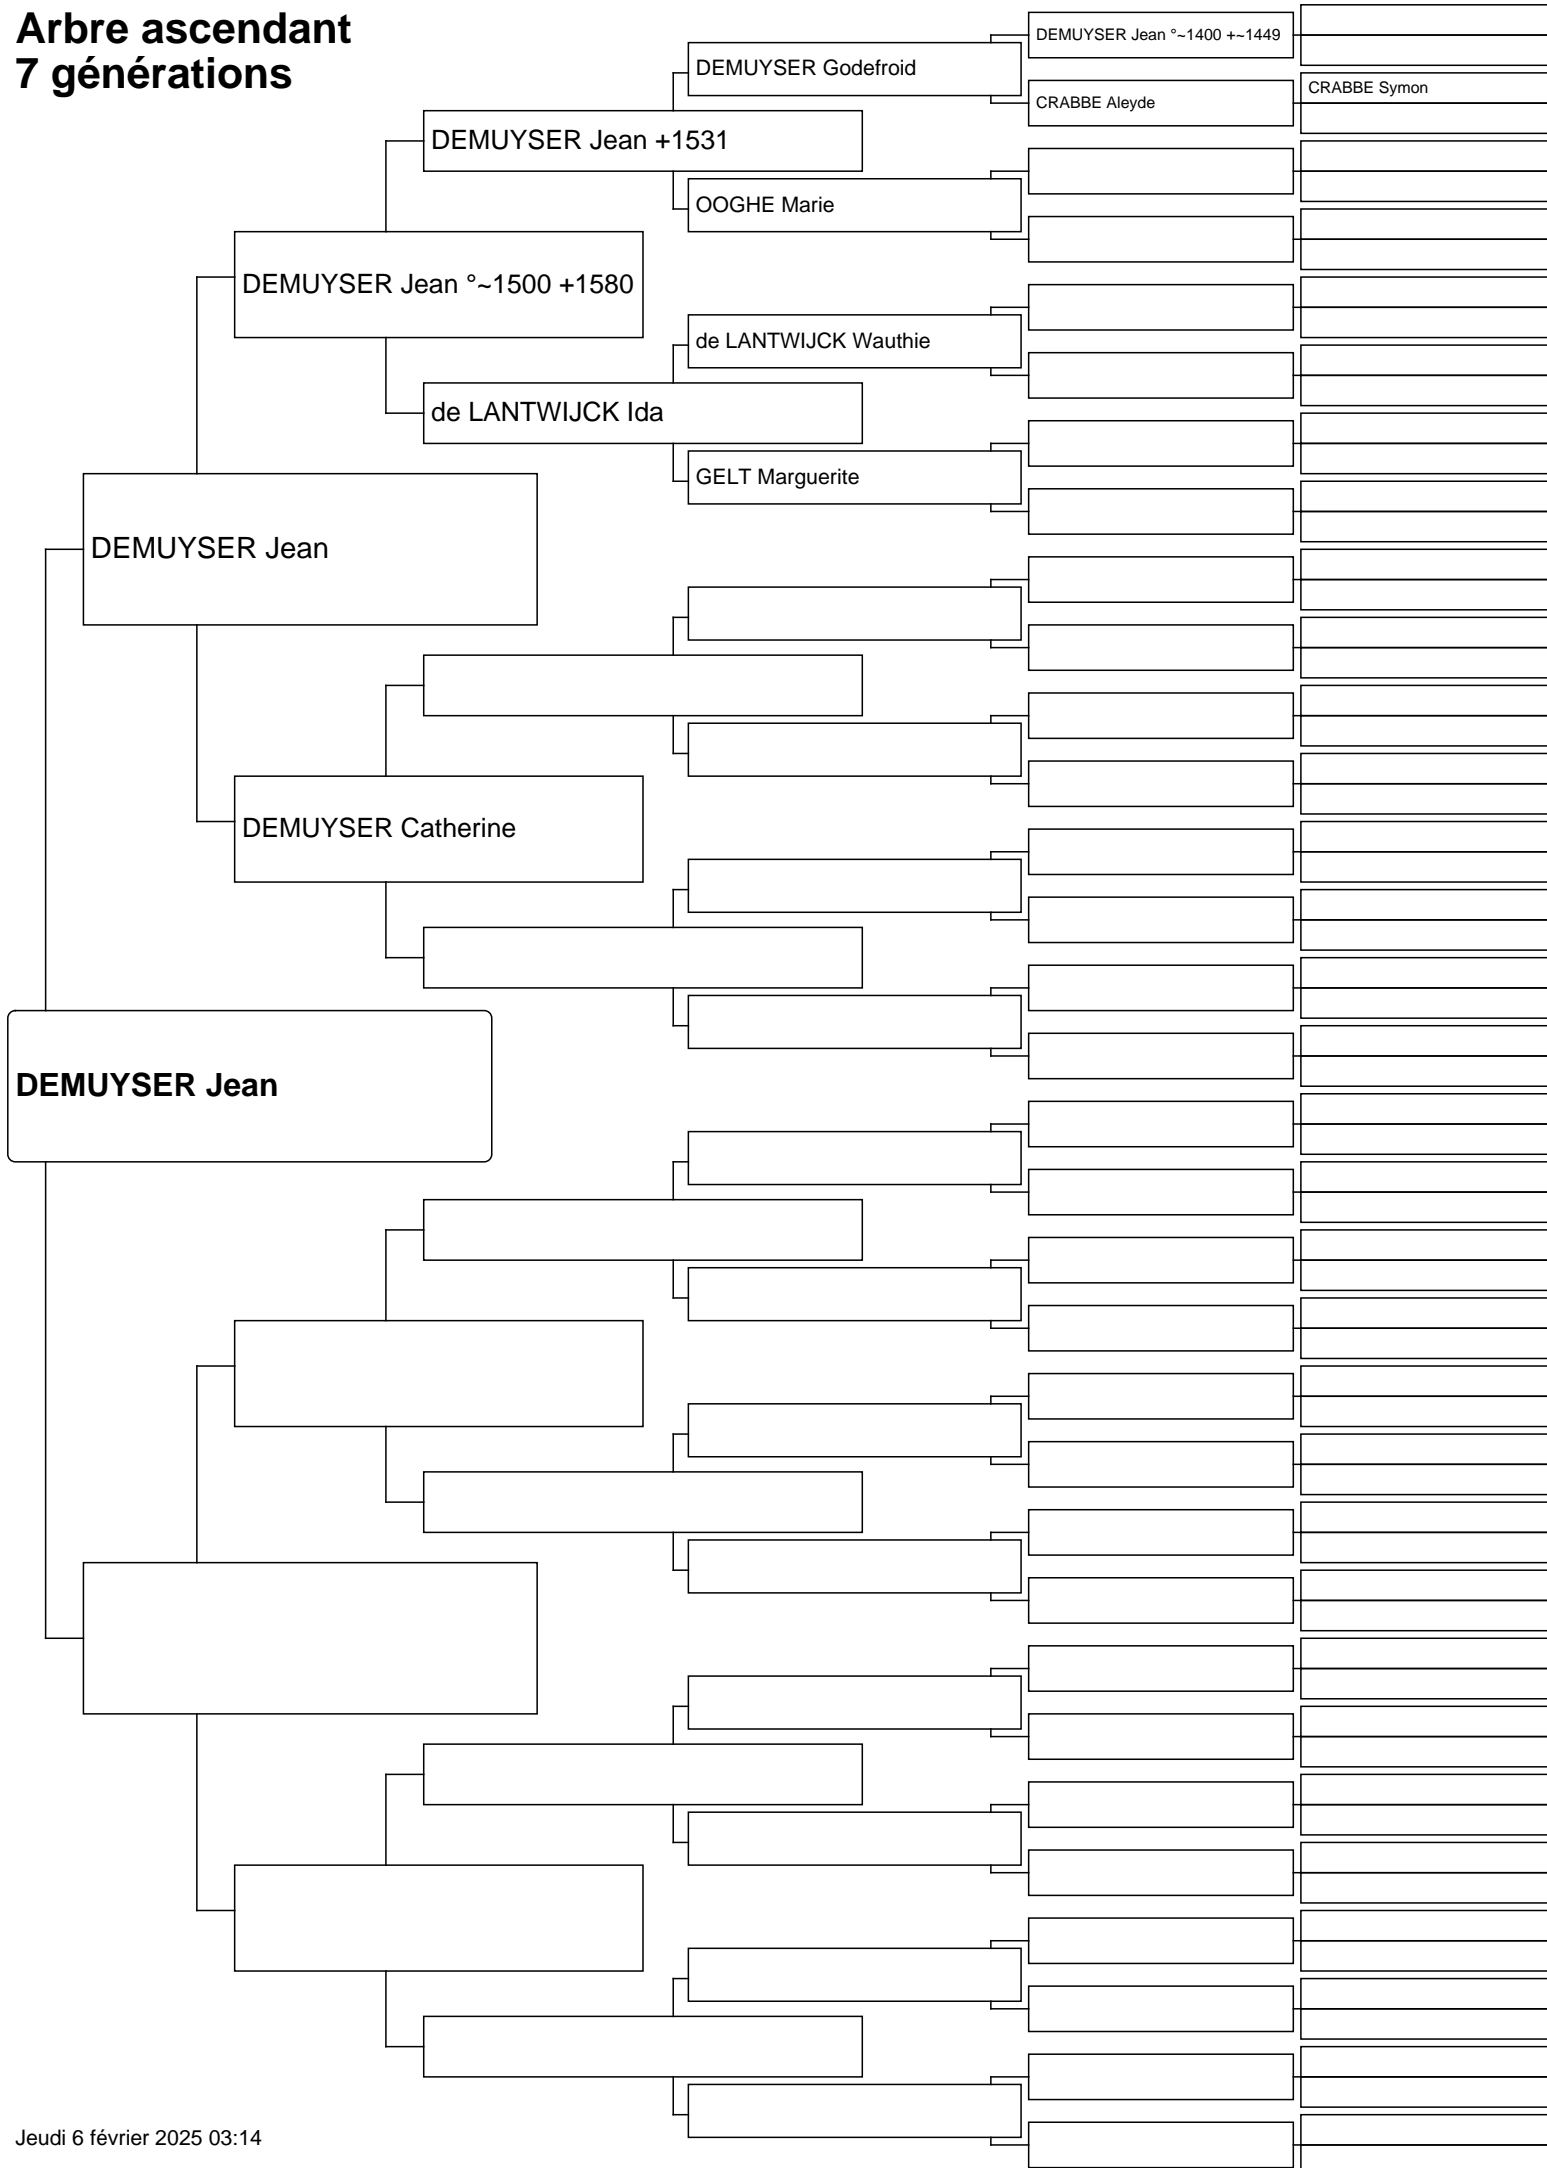 Arbre ascendant
7 générations
DEMUYSER Jean °~1400 +~1449
DEMUYSER Godefroid
CRABBE Symon
CRABBE Aleyde
DEMUYSER Jean +1531
OOGHE Marie
DEMUYSER Jean °~1500 +1580
de LANTWIJCK Wauthie
de LANTWIJCK Ida
GELT Marguerite
DEMUYSER Jean
DEMUYSER Catherine
DEMUYSER Jean
Jeudi 6 février 2025 03:14